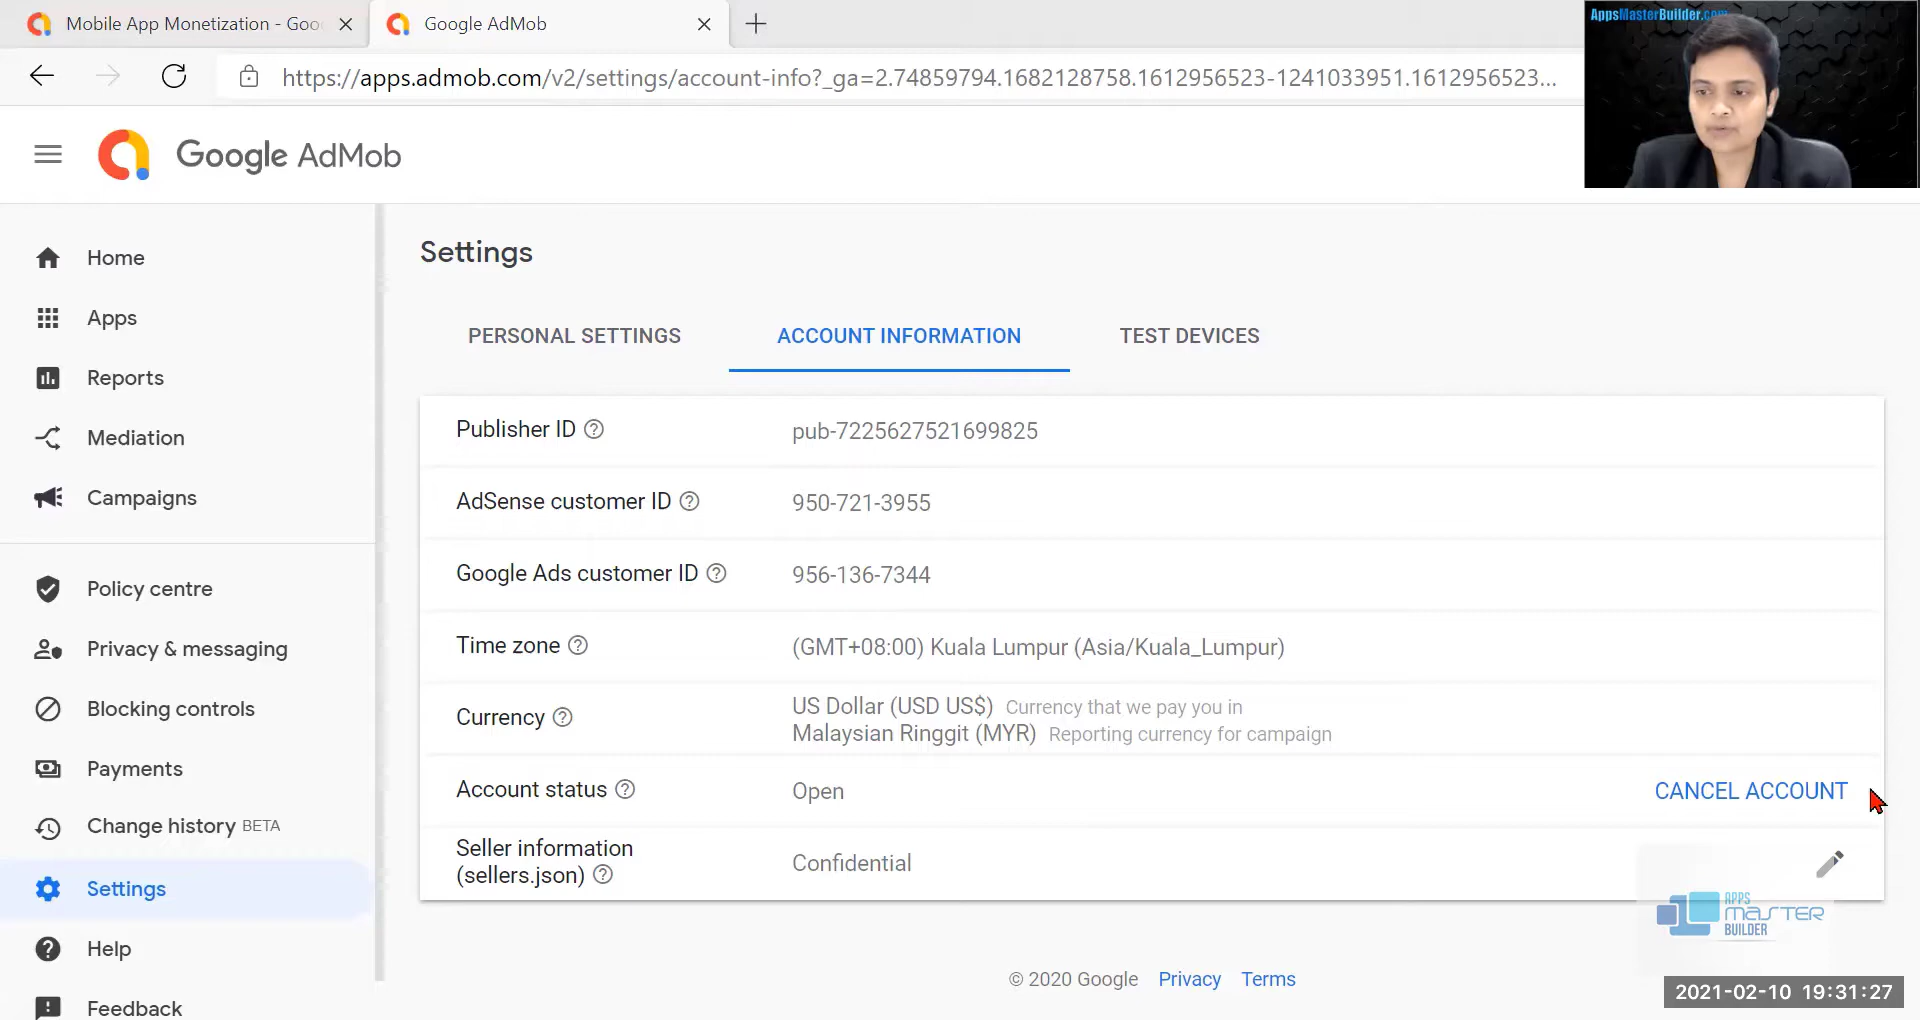 Mobile App Monetization - Goo
Google AdMob
AppsMasterBuilder.com
https://apps.admob.com/v2/settings/account-info?_ga=2.74859794.1682128758.1612956523-1241033951.1612956523...
Google AdMob
Home
Apps
Reports
Mediation
Campaigns
Policy centre
Privacy & messaging
Blocking controls
Payments
Change history BETA
Settings
Help
Feedback
Settings
PERSONAL SETTINGS
ACCOUNT INFORMATION
TEST DEVICES
Publisher ID
pub-7225627521699825
AdSense customer ID
950-721-3955
Google Ads customer ID
956-136-7344
Time zone
(GMT+08:00) Kuala Lumpur (Asia/Kuala_Lumpur)
Currency
US Dollar (USD US$) Currency that we pay you in
Malaysian Ringgit (MYR) Reporting currency for campaign
Account status
Open
CANCEL ACCOUNT
Seller information
(sellers.json)
Confidential
APPS
MASTER
BUILDER
© 2020 Google Privacy Terms
2021-02-10 19:31:27